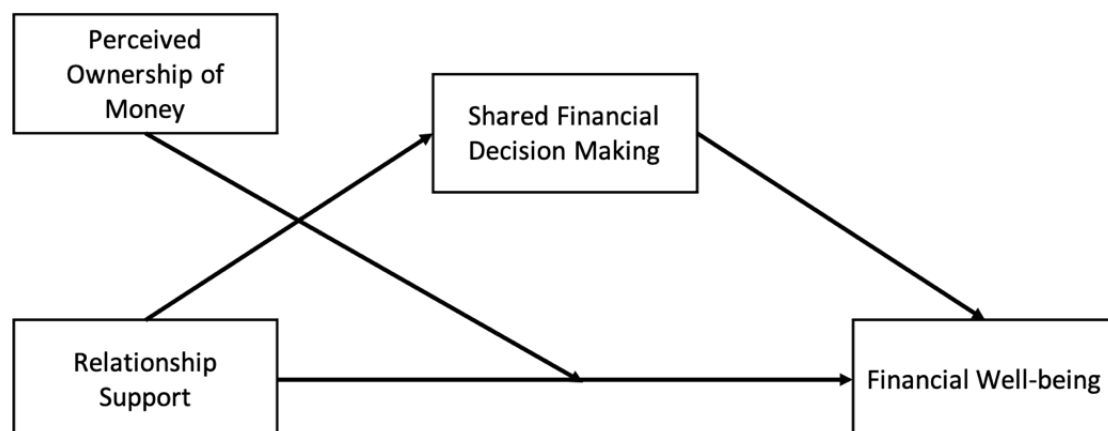 Perceived
Ownership of
Money
Shared Financial
Decision Making
Relationship
Support
Financial Well-being